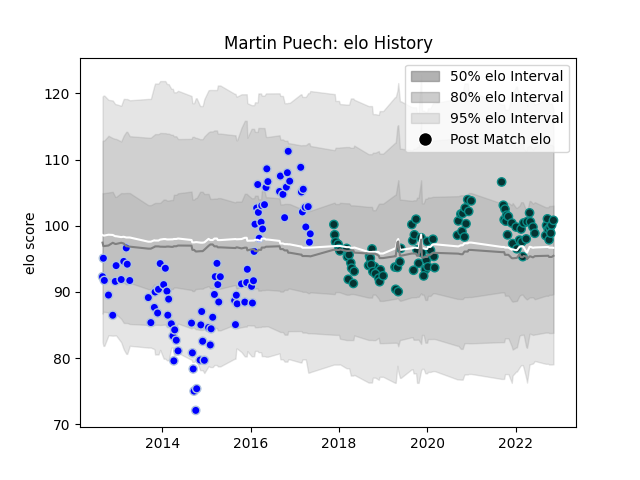 Martin Puech: elo History
50% elo Interval
80% elo Interval
95% elo Interval
Post Match elo
elo score
120
110
100
90
80
70
2014
2016
2018
2020
2022